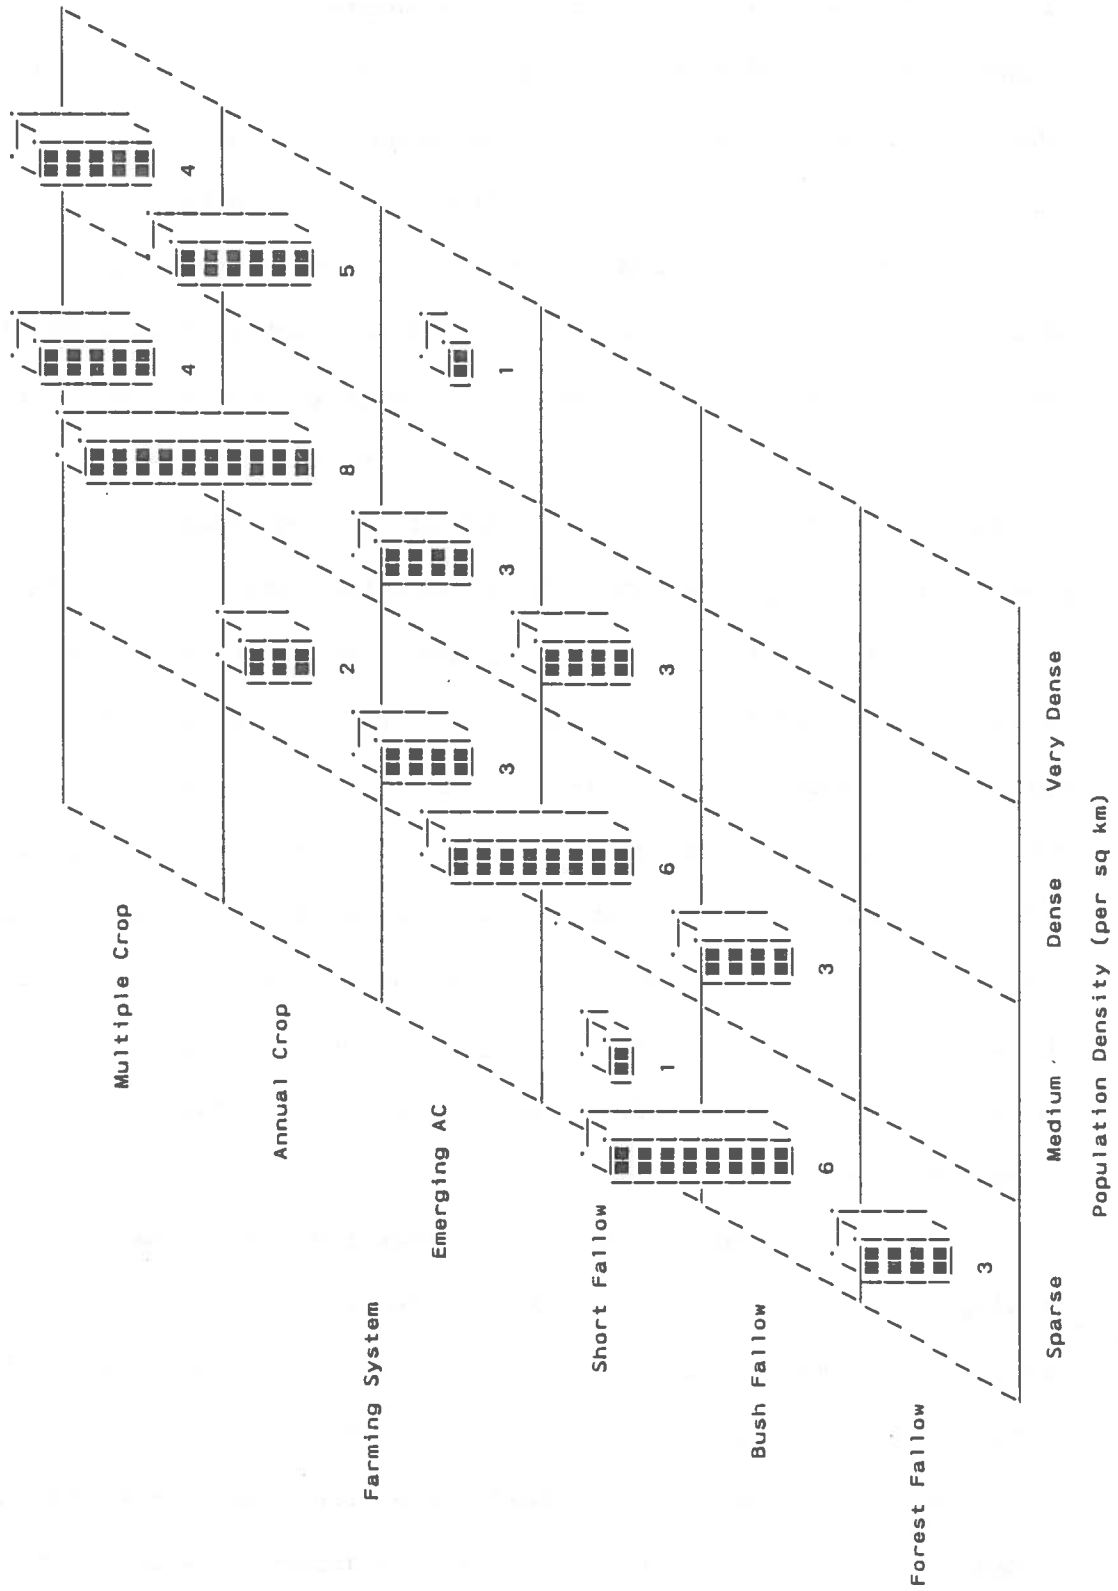 Multiple Crop
4 4
Annual Crop
2 8 5
Farming System
Emerging AC
3 3 1
Short Fallow
1 6 3
Bush Fallow
6 3
Forest Fallow
3
Sparse Medium Dense Very Dense
Population Density (per sq km)